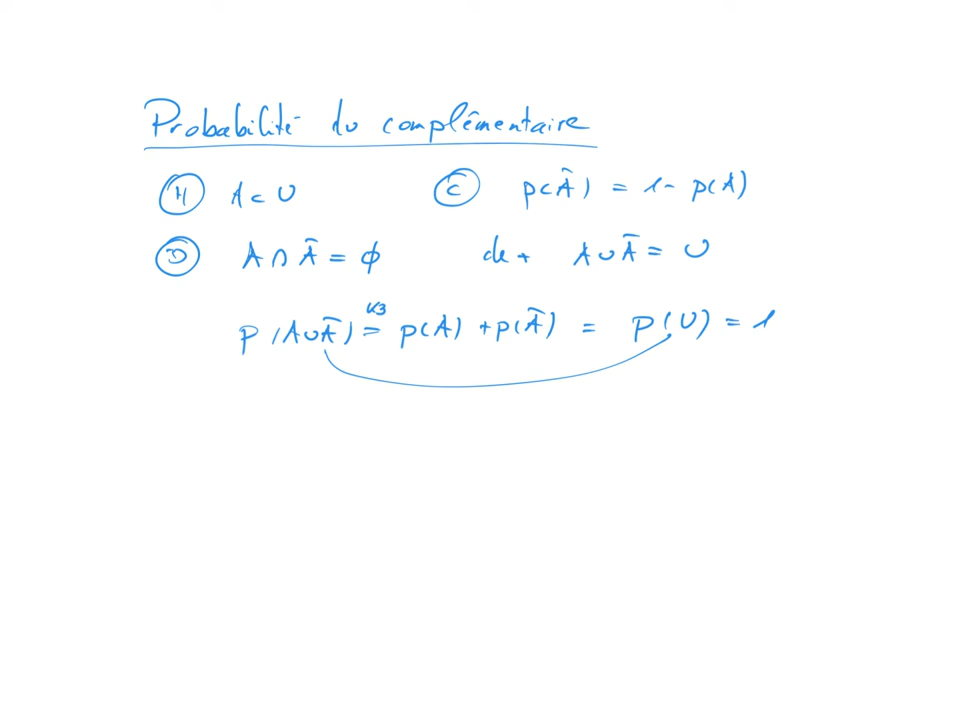 Probabilité du complémentaire
(H) A ⊂ U (C) p(Ā) = 1 - p(A)
(D) A ∩ Ā = ϕ de + A ∪ Ā = U
P(A∪Ā) =^{K3} p(A) + p(Ā) = P(U) = 1